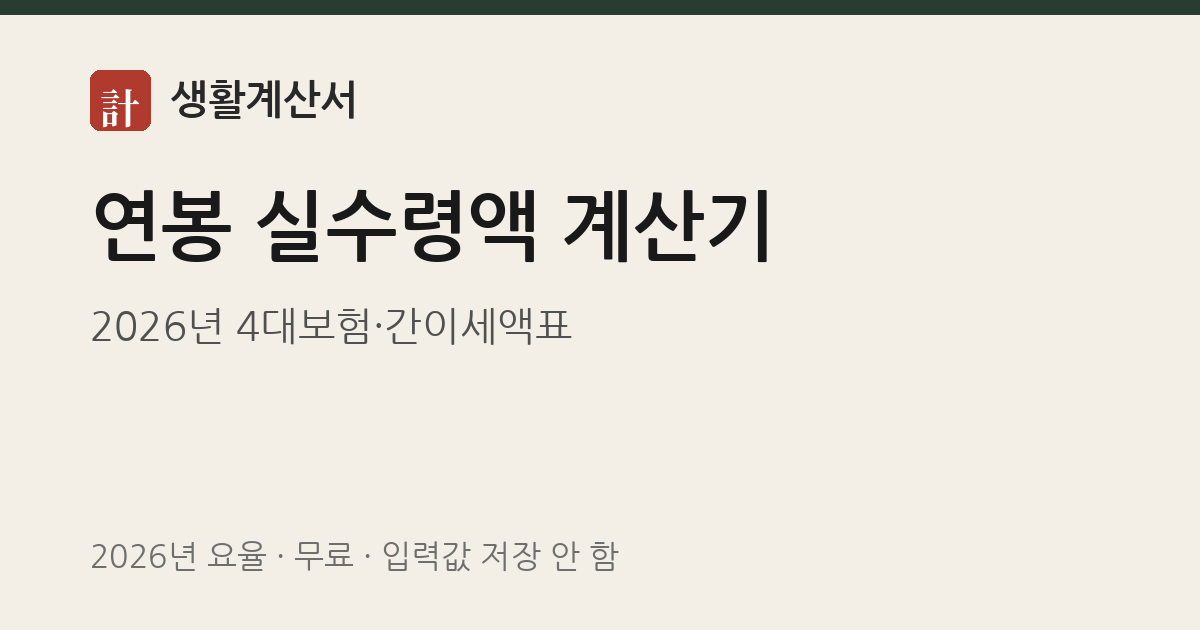 計 생활계산서
연봉 실수령액 계산기
2026년 4대보험·간이세액표
2026년 요율 · 무료 · 입력값 저장 안 함